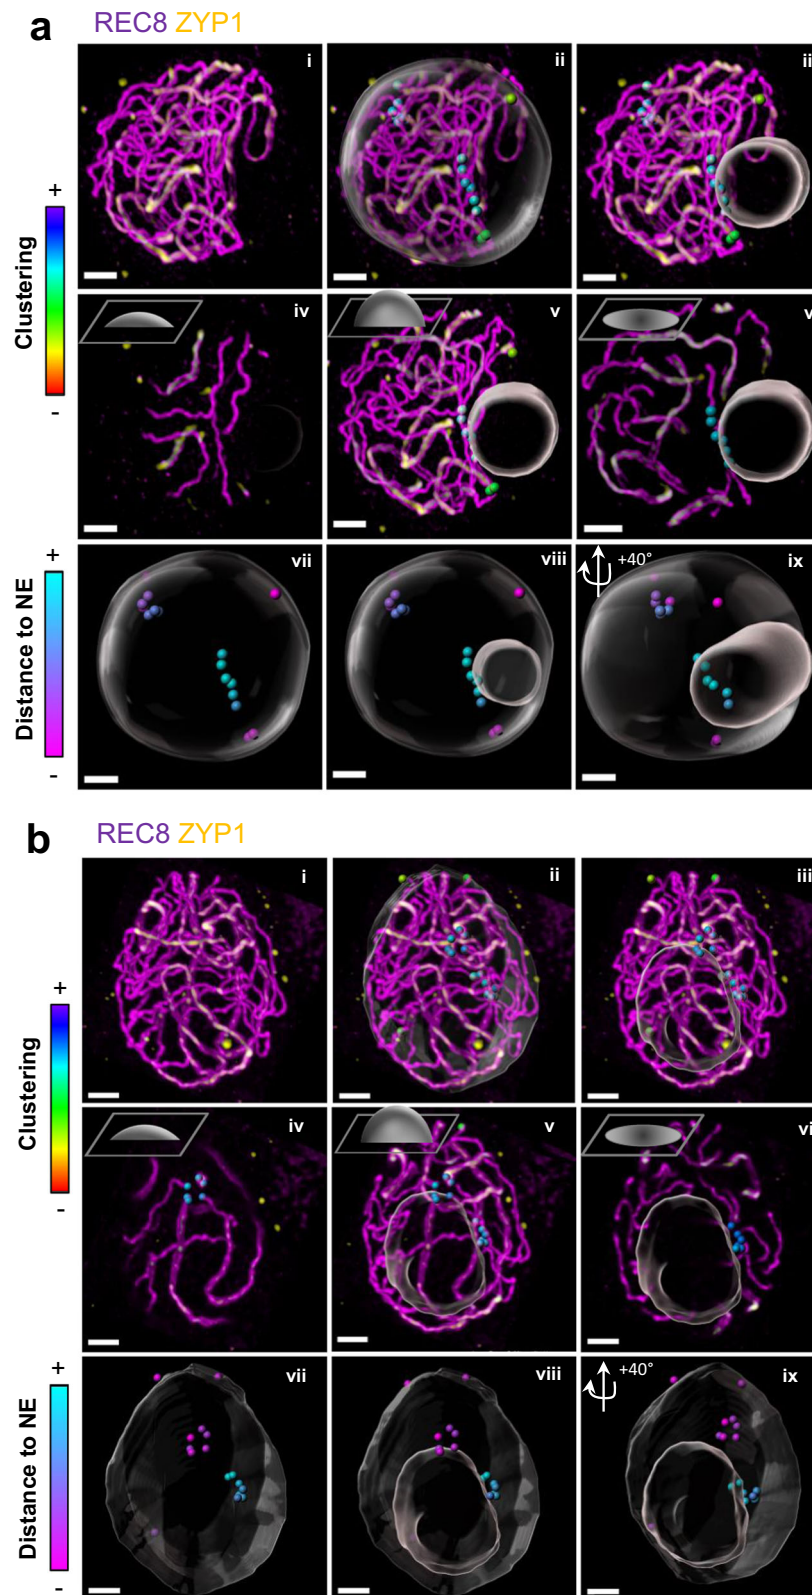 a
REC8 ZYP1
i
ii
ii
+
Clustering
-
iv
v
v
+
Distance to NE
-
vii
viii
+40°
ix
b
REC8 ZYP1
i
ii
iii
+
Clustering
-
iv
v
vi
+
Distance to NE
-
vii
viii
+40°
ix